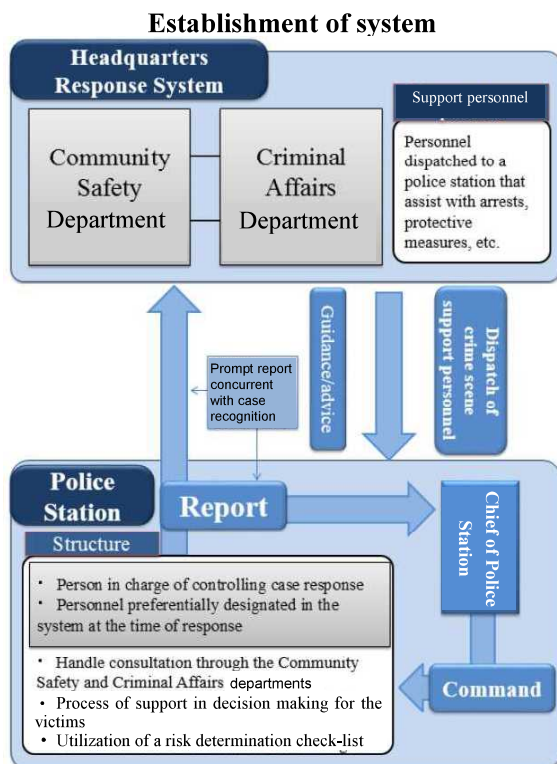 Establishment of system
Headquarters
Response System
Community
Safety
Department
Criminal
Affairs
Department
Support personnel
Personnel
dispatched to a
police station that
assist with arrests,
protective
measures, etc.
Prompt report
concurrent
with case
recognition
Guidance/advice
Dispatch of
crime scene
support personnel
Police
Station
Report
Chief of Police
Station
Structure
・ Person in charge of controlling case response
・ Personnel preferentially designated in the
system at the time of response
・ Handle consultation through the Community
Safety and Criminal Affairs departments
・ Process of support in decision making for the
victims
・ Utilization of a risk determination check-list
Command